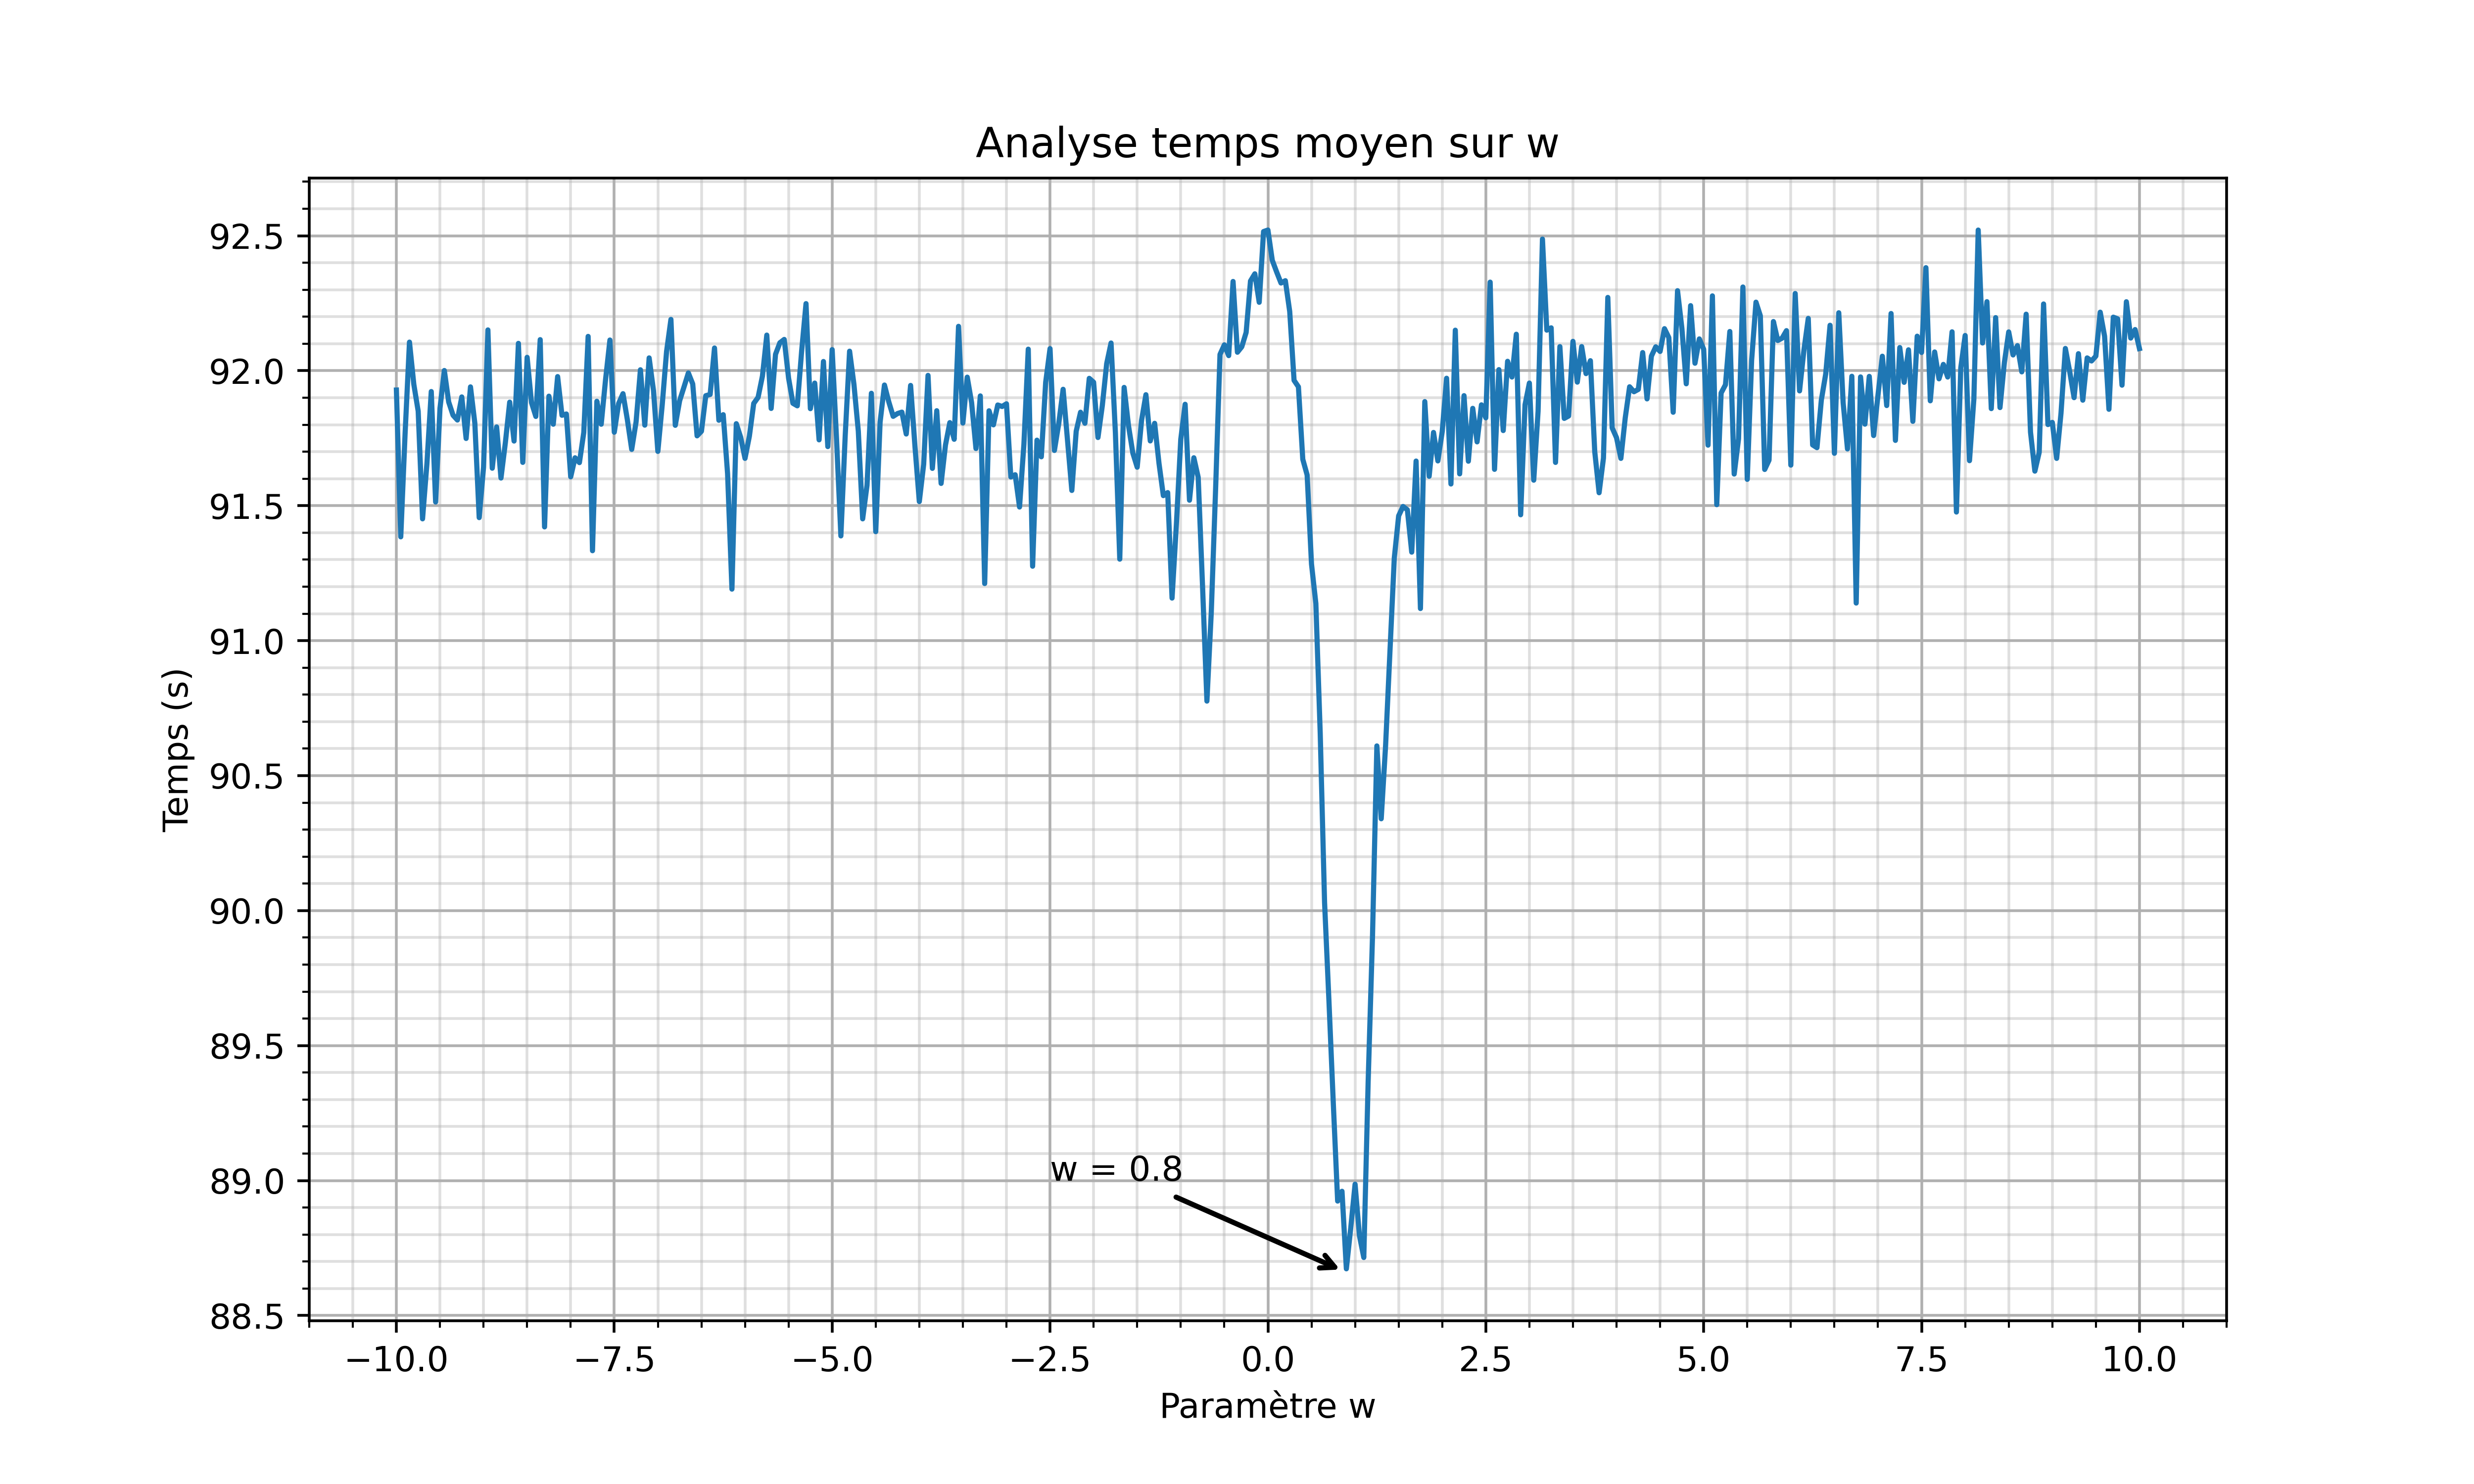 Analyse temps moyen sur w
92.5
92.0
91.5
91.0
90.5
90.0
89.5
89.0
88.5
Temps (s)
w = 0.8
−10.0 −7.5 −5.0 −2.5 0.0 2.5 5.0 7.5 10.0
Paramètre w